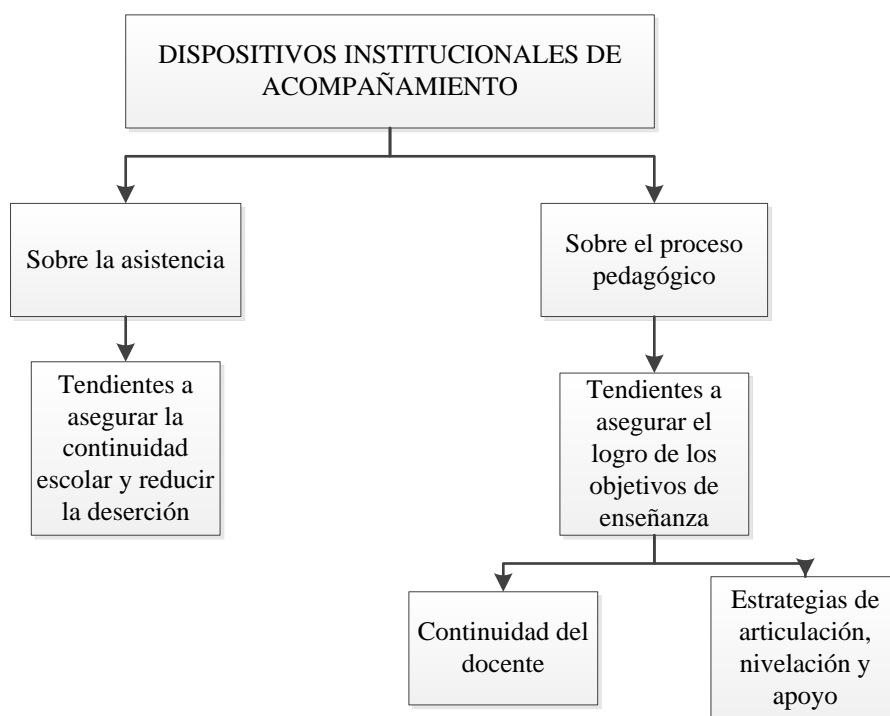 DISPOSITIVOS INSTITUCIONALES DE
ACOMPAÑAMIENTO
Sobre la asistencia
Sobre el proceso
pedagógico
Tendientes a
asegurar la
continuidad
escolar y reducir
la deserción
Tendientes a
asegurar el
logro de los
objetivos de
enseñanza
Continuidad del
docente
Estrategias de
articulación,
nivelación y
apoyo